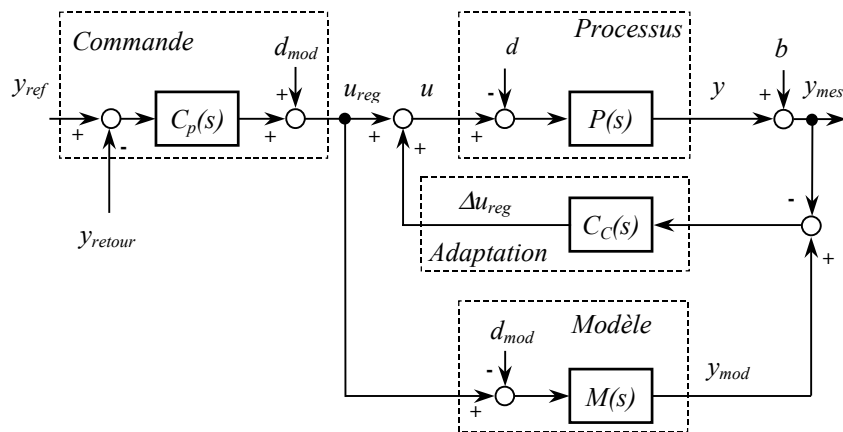 Commande
d_mod
y_ref
+
-
C_p(s)
+
+
y_retour
u_reg
+
+
u
Processus
d
-
+
P(s)
y
b
+
+
y_mes
-
+
Δu_reg
C_C(s)
Adaptation
Modèle
d_mod
-
+
M(s)
y_mod